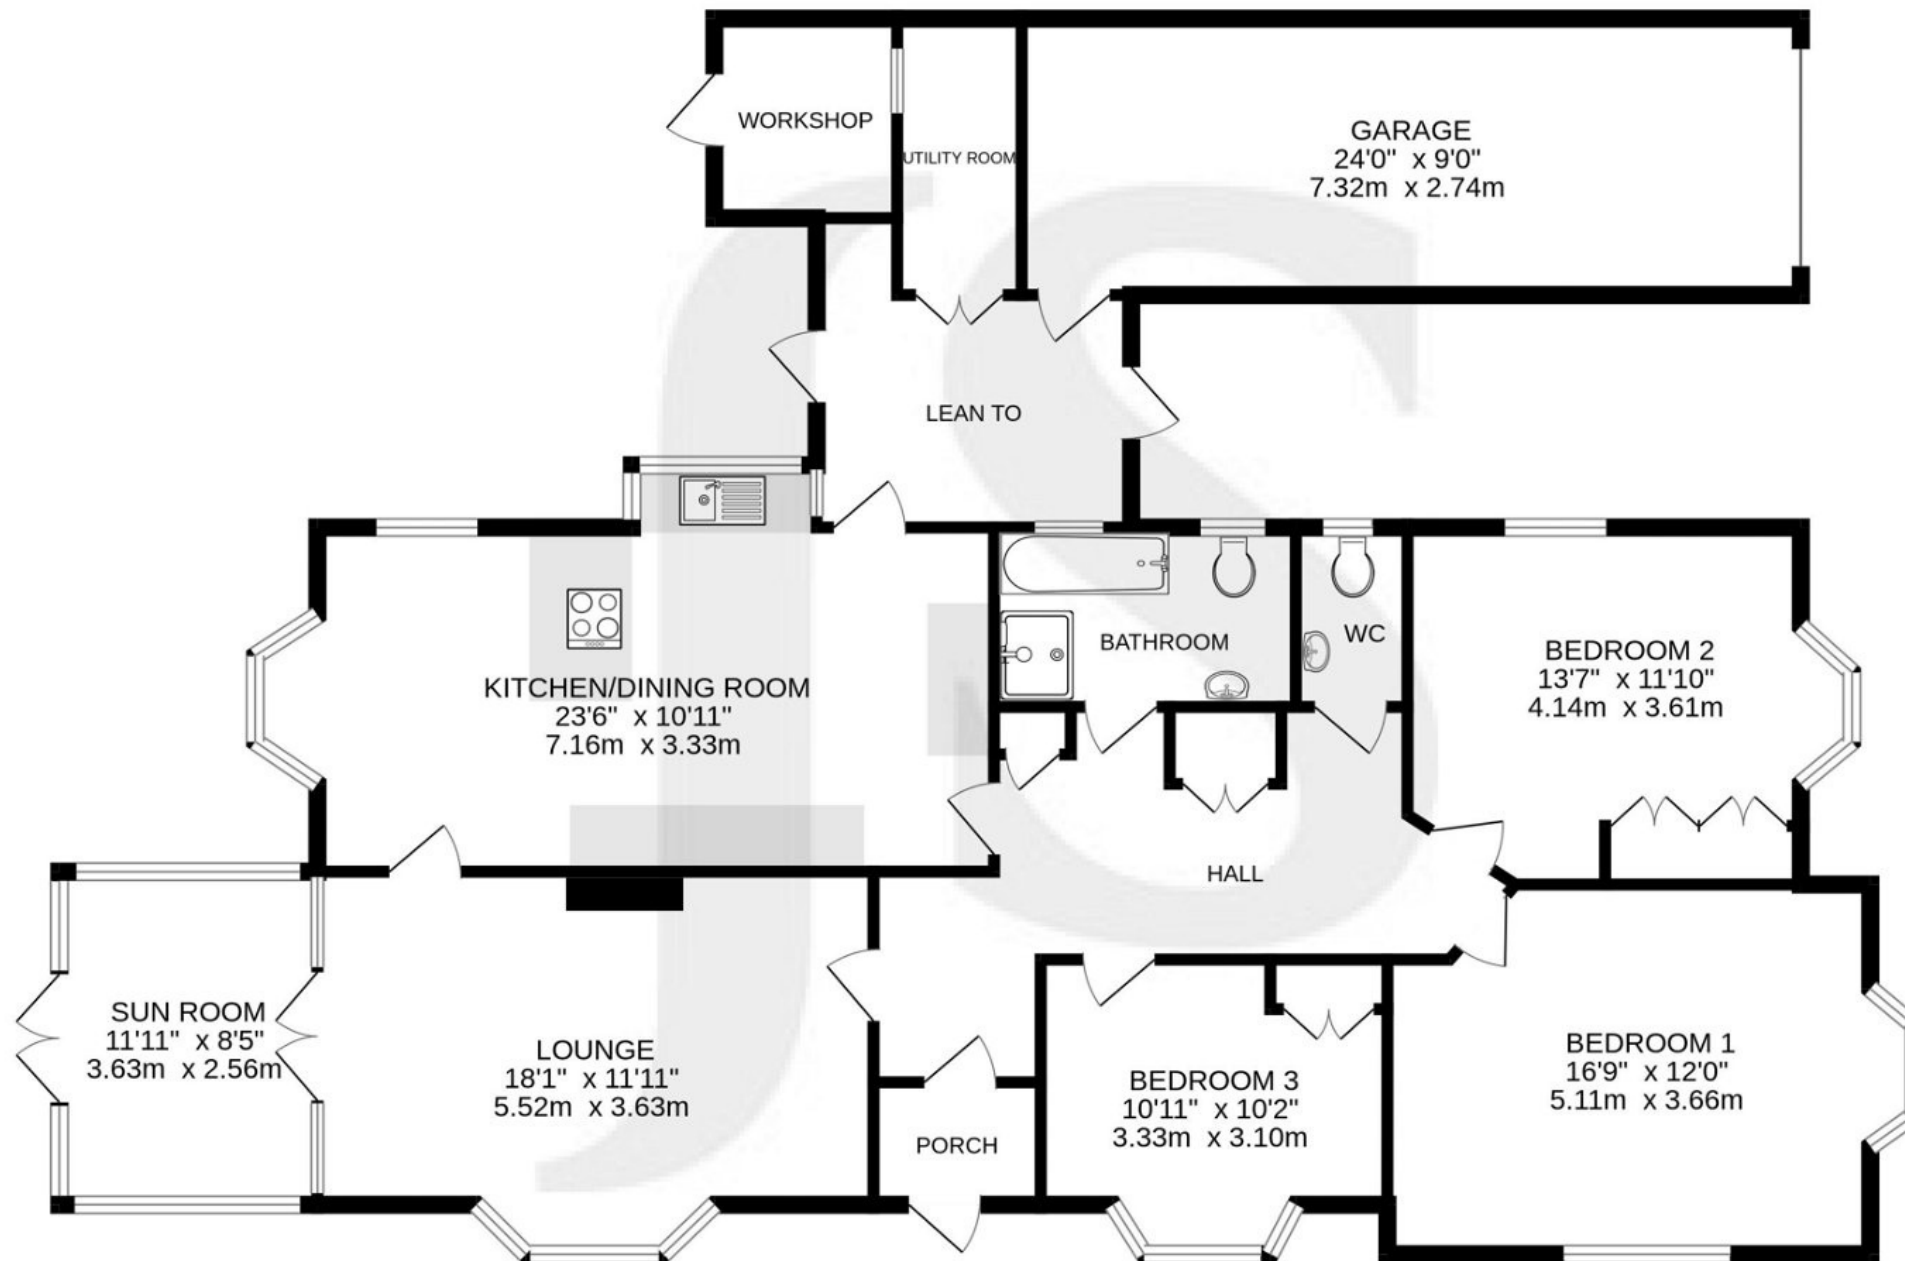 WORKSHOP
UTILITY ROOM
GARAGE
24'0" x 9'0"
7.32m x 2.74m
LEAN TO
KITCHEN/DINING ROOM
23'6" x 10'11"
7.16m x 3.33m
BATHROOM
WC
BEDROOM 2
13'7" x 11'10"
4.14m x 3.61m
HALL
SUN ROOM
11'11" x 8'5"
3.63m x 2.56m
LOUNGE
18'1" x 11'11"
5.52m x 3.63m
PORCH
BEDROOM 3
10'11" x 10'2"
3.33m x 3.10m
BEDROOM 1
16'9" x 12'0"
5.11m x 3.66m
JS